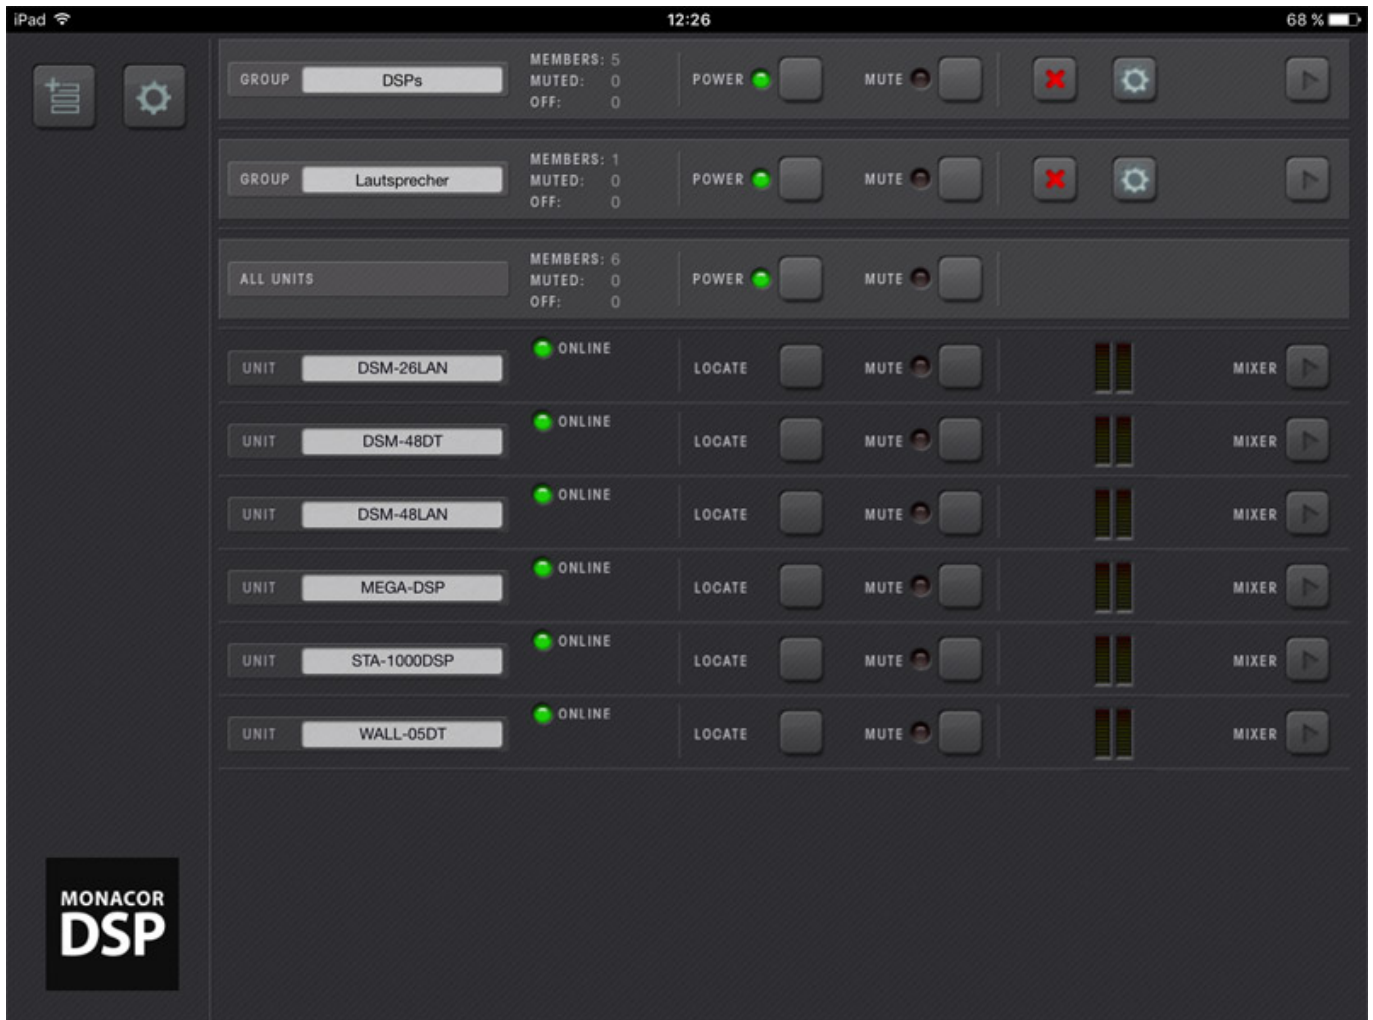 iPad 12:26 68 %
GROUP DSPs MEMBERS: 5 POWER MUTE
MUTED: 0
OFF: 0
GROUP Lautsprecher MEMBERS: 1 POWER MUTE
MUTED: 0
OFF: 0
ALL UNITS MEMBERS: 6 POWER MUTE
MUTED: 0
OFF: 0
UNIT DSM-26LAN ONLINE LOCATE MUTE MIXER
UNIT DSM-48DT ONLINE LOCATE MUTE MIXER
UNIT DSM-48LAN ONLINE LOCATE MUTE MIXER
UNIT MEGA-DSP ONLINE LOCATE MUTE MIXER
UNIT STA-1000DSP ONLINE LOCATE MUTE MIXER
UNIT WALL-05DT ONLINE LOCATE MUTE MIXER
MONACOR
DSP